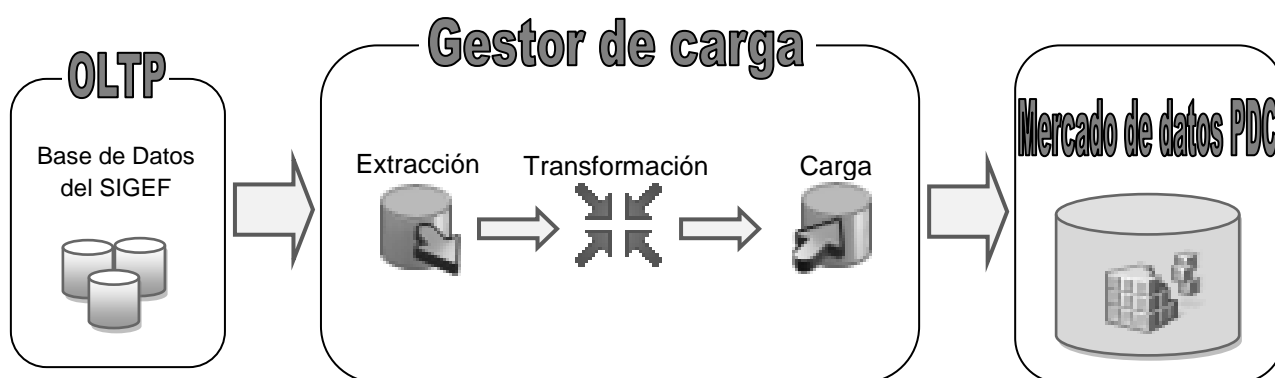 OLTP
Base de Datos
del SIGEF
Gestor de carga
Extracción
Transformación
Carga
Mercado de datos PDC